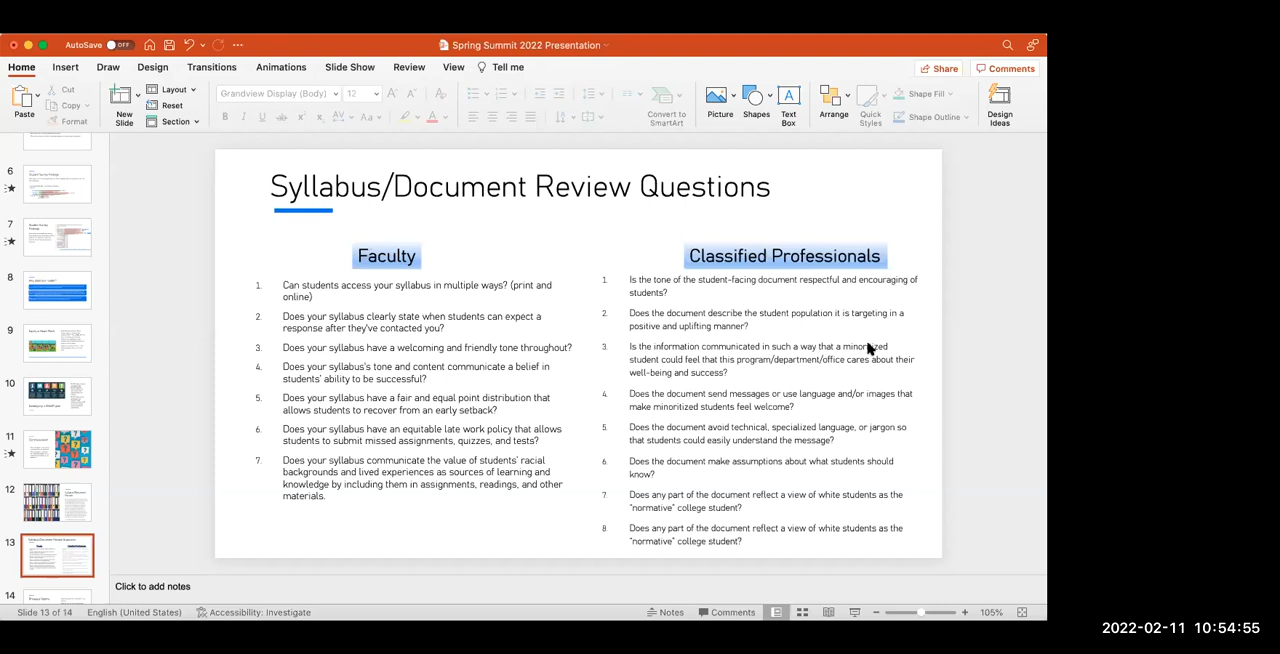 AutoSave OFF
Spring Summit 2022 Presentation
Home Insert Draw Design Transitions Animations Slide Show Review View Tell me
Share Comments
Paste
Cut
Copy
Format
New Slide
Layout
Reset
Section
Grandview Display (Body) 12
Convert to SmartArt
Picture
Shapes
Text Box
Arrange
Quick Styles
Shape Fill
Shape Outline
Design Ideas
6
7
8
9
10
11
12
13
14
Syllabus/Document Review Questions
Faculty
1. Can students access your syllabus in multiple ways? (print and
online)
2. Does your syllabus clearly state when students can expect a
response after they've contacted you?
3. Does your syllabus have a welcoming and friendly tone throughout?
4. Does your syllabus's tone and content communicate a belief in
students' ability to be successful?
5. Does your syllabus have a fair and equal point distribution that
allows students to recover from an early setback?
6. Does your syllabus have an equitable late work policy that allows
students to submit missed assignments, quizzes, and tests?
7. Does your syllabus communicate the value of students' racial
backgrounds and lived experiences as sources of learning and
knowledge by including them in assignments, readings, and other
materials.
Classified Professionals
1. Is the tone of the student-facing document respectful and encouraging of
students?
2. Does the document describe the student population it is targeting in a
positive and uplifting manner?
3. Is the information communicated in such a way that a minoritized
student could feel that this program/department/office cares about their
well-being and success?
4. Does the document send messages or use language and/or images that
make minoritized students feel welcome?
5. Does the document avoid technical, specialized language, or jargon so
that students could easily understand the message?
6. Does the document make assumptions about what students should
know?
7. Does any part of the document reflect a view of white students as the
"normative" college student?
8. Does any part of the document reflect a view of white students as the
"normative" college student?
Click to add notes
Slide 13 of 14 English (United States) Accessibility: Investigate Notes Comments 105%
2022-02-11 10:54:55